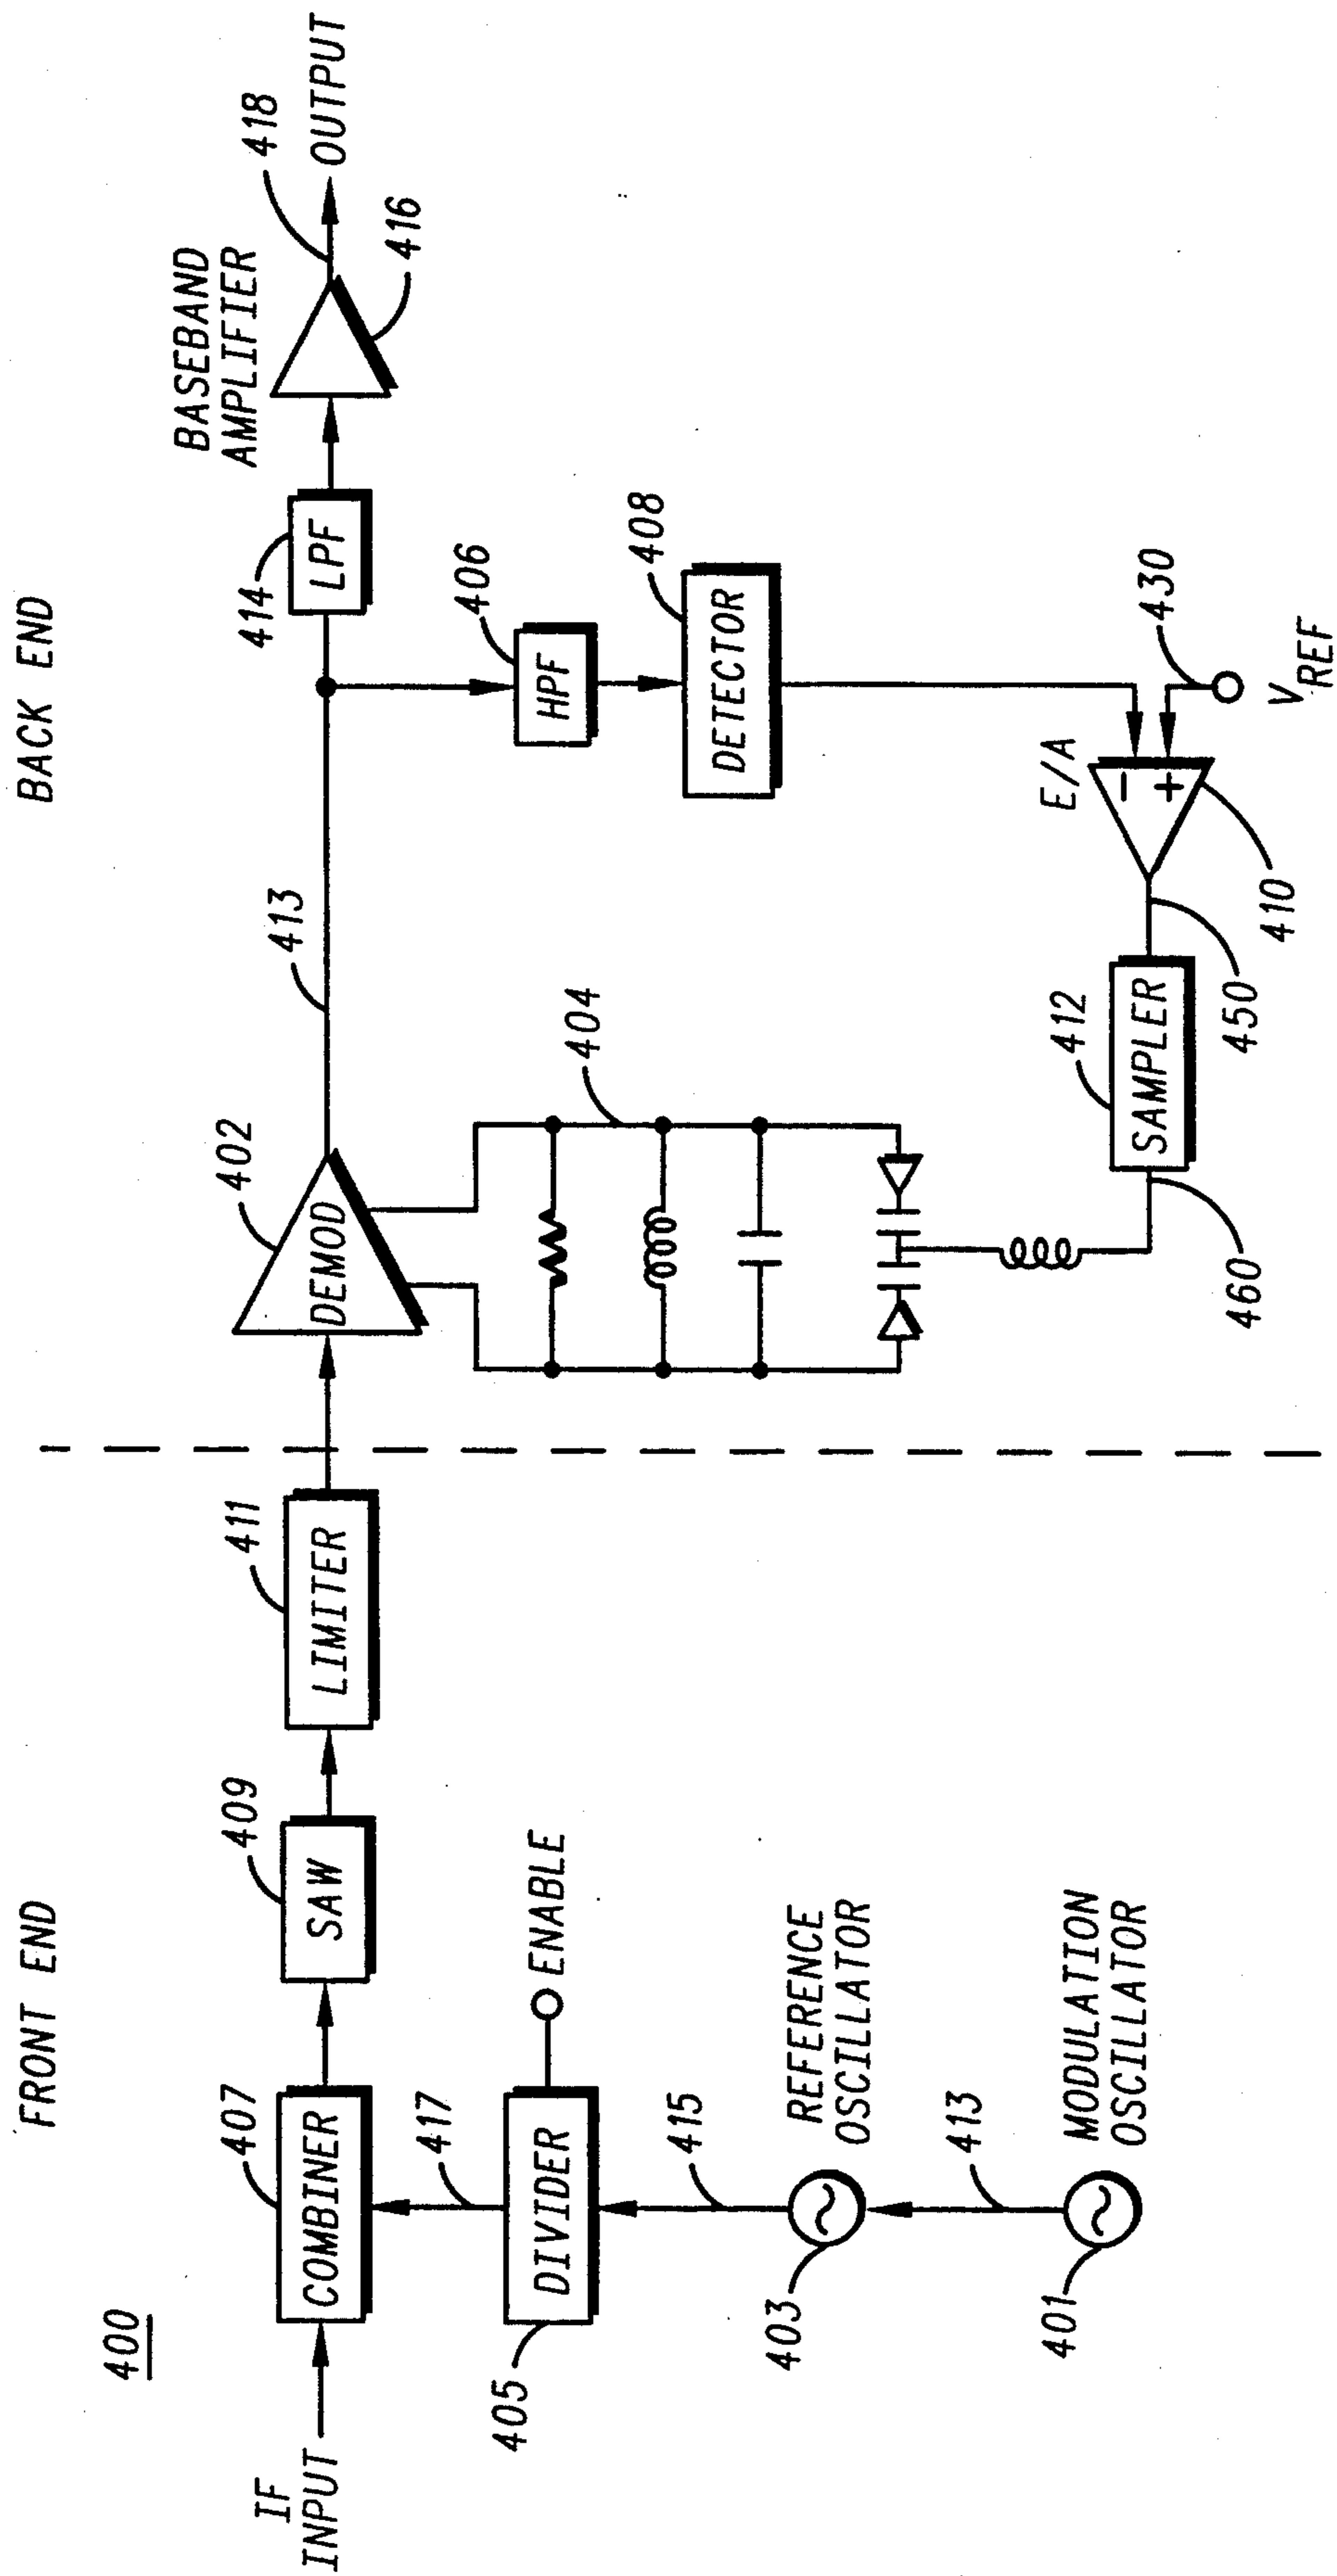 FRONT END
BACK END
400
IF
INPUT
407
COMBINER
409
SAW
411
LIMITER
402
DEMOD
413
414
LPF
BASEBAND
AMPLIFIER
416
418
OUTPUT
417
405
DIVIDER
ENABLE
415
403
REFERENCE
OSCILLATOR
413
401
MODULATION
OSCILLATOR
404
406
HPF
408
DETECTOR
E/A
-
+
410
430
VREF
450
412
SAMPLER
460